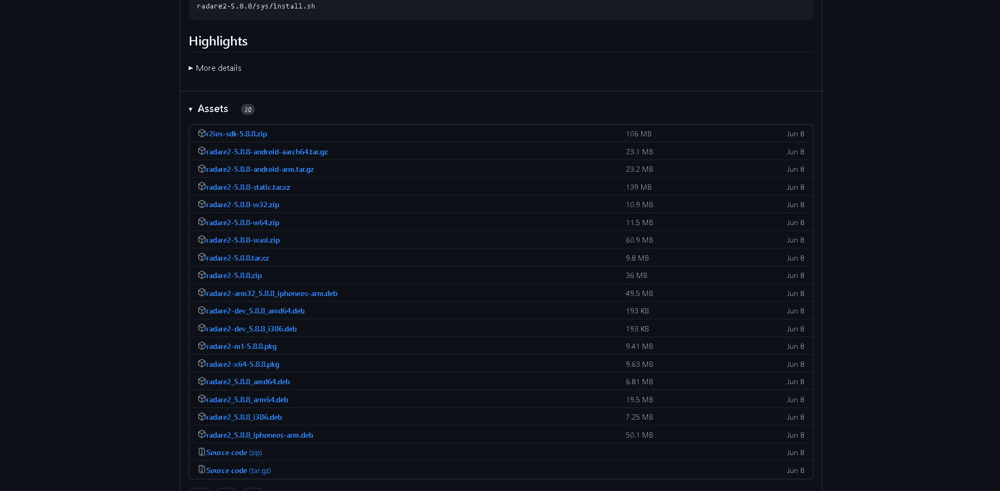 radare2-5.8.8/sys/install.sh
Highlights
More details
Assets 20
r2ios-sdk-5.8.8.zip 106 MB Jun 8
radare2-5.8.8-android-aarch64.tar.gz 23.1 MB Jun 8
radare2-5.8.8-android-arm.tar.gz 23.2 MB Jun 8
radare2-5.8.8-static.tar.xz 139 MB Jun 8
radare2-5.8.8-w32.zip 10.9 MB Jun 8
radare2-5.8.8-w64.zip 11.5 MB Jun 8
radare2-5.8.8-wasi.zip 60.9 MB Jun 8
radare2-5.8.8.tar.xz 9.8 MB Jun 8
radare2-5.8.8.zip 36 MB Jun 8
radare2-arm32_5.8.8_iphoneos-arm.deb 49.5 MB Jun 8
radare2-dev_5.8.8_amd64.deb 193 KB Jun 8
radare2-dev_5.8.8_i386.deb 193 KB Jun 8
radare2-m1-5.8.8.pkg 9.41 MB Jun 8
radare2-x64-5.8.8.pkg 9.63 MB Jun 8
radare2_5.8.8_amd64.deb 6.81 MB Jun 8
radare2_5.8.8_arm64.deb 19.5 MB Jun 8
radare2_5.8.8_i386.deb 7.25 MB Jun 8
radare2_5.8.8_iphoneos-arm.deb 50.1 MB Jun 8
Source code (zip) Jun 8
Source code (tar.gz) Jun 8